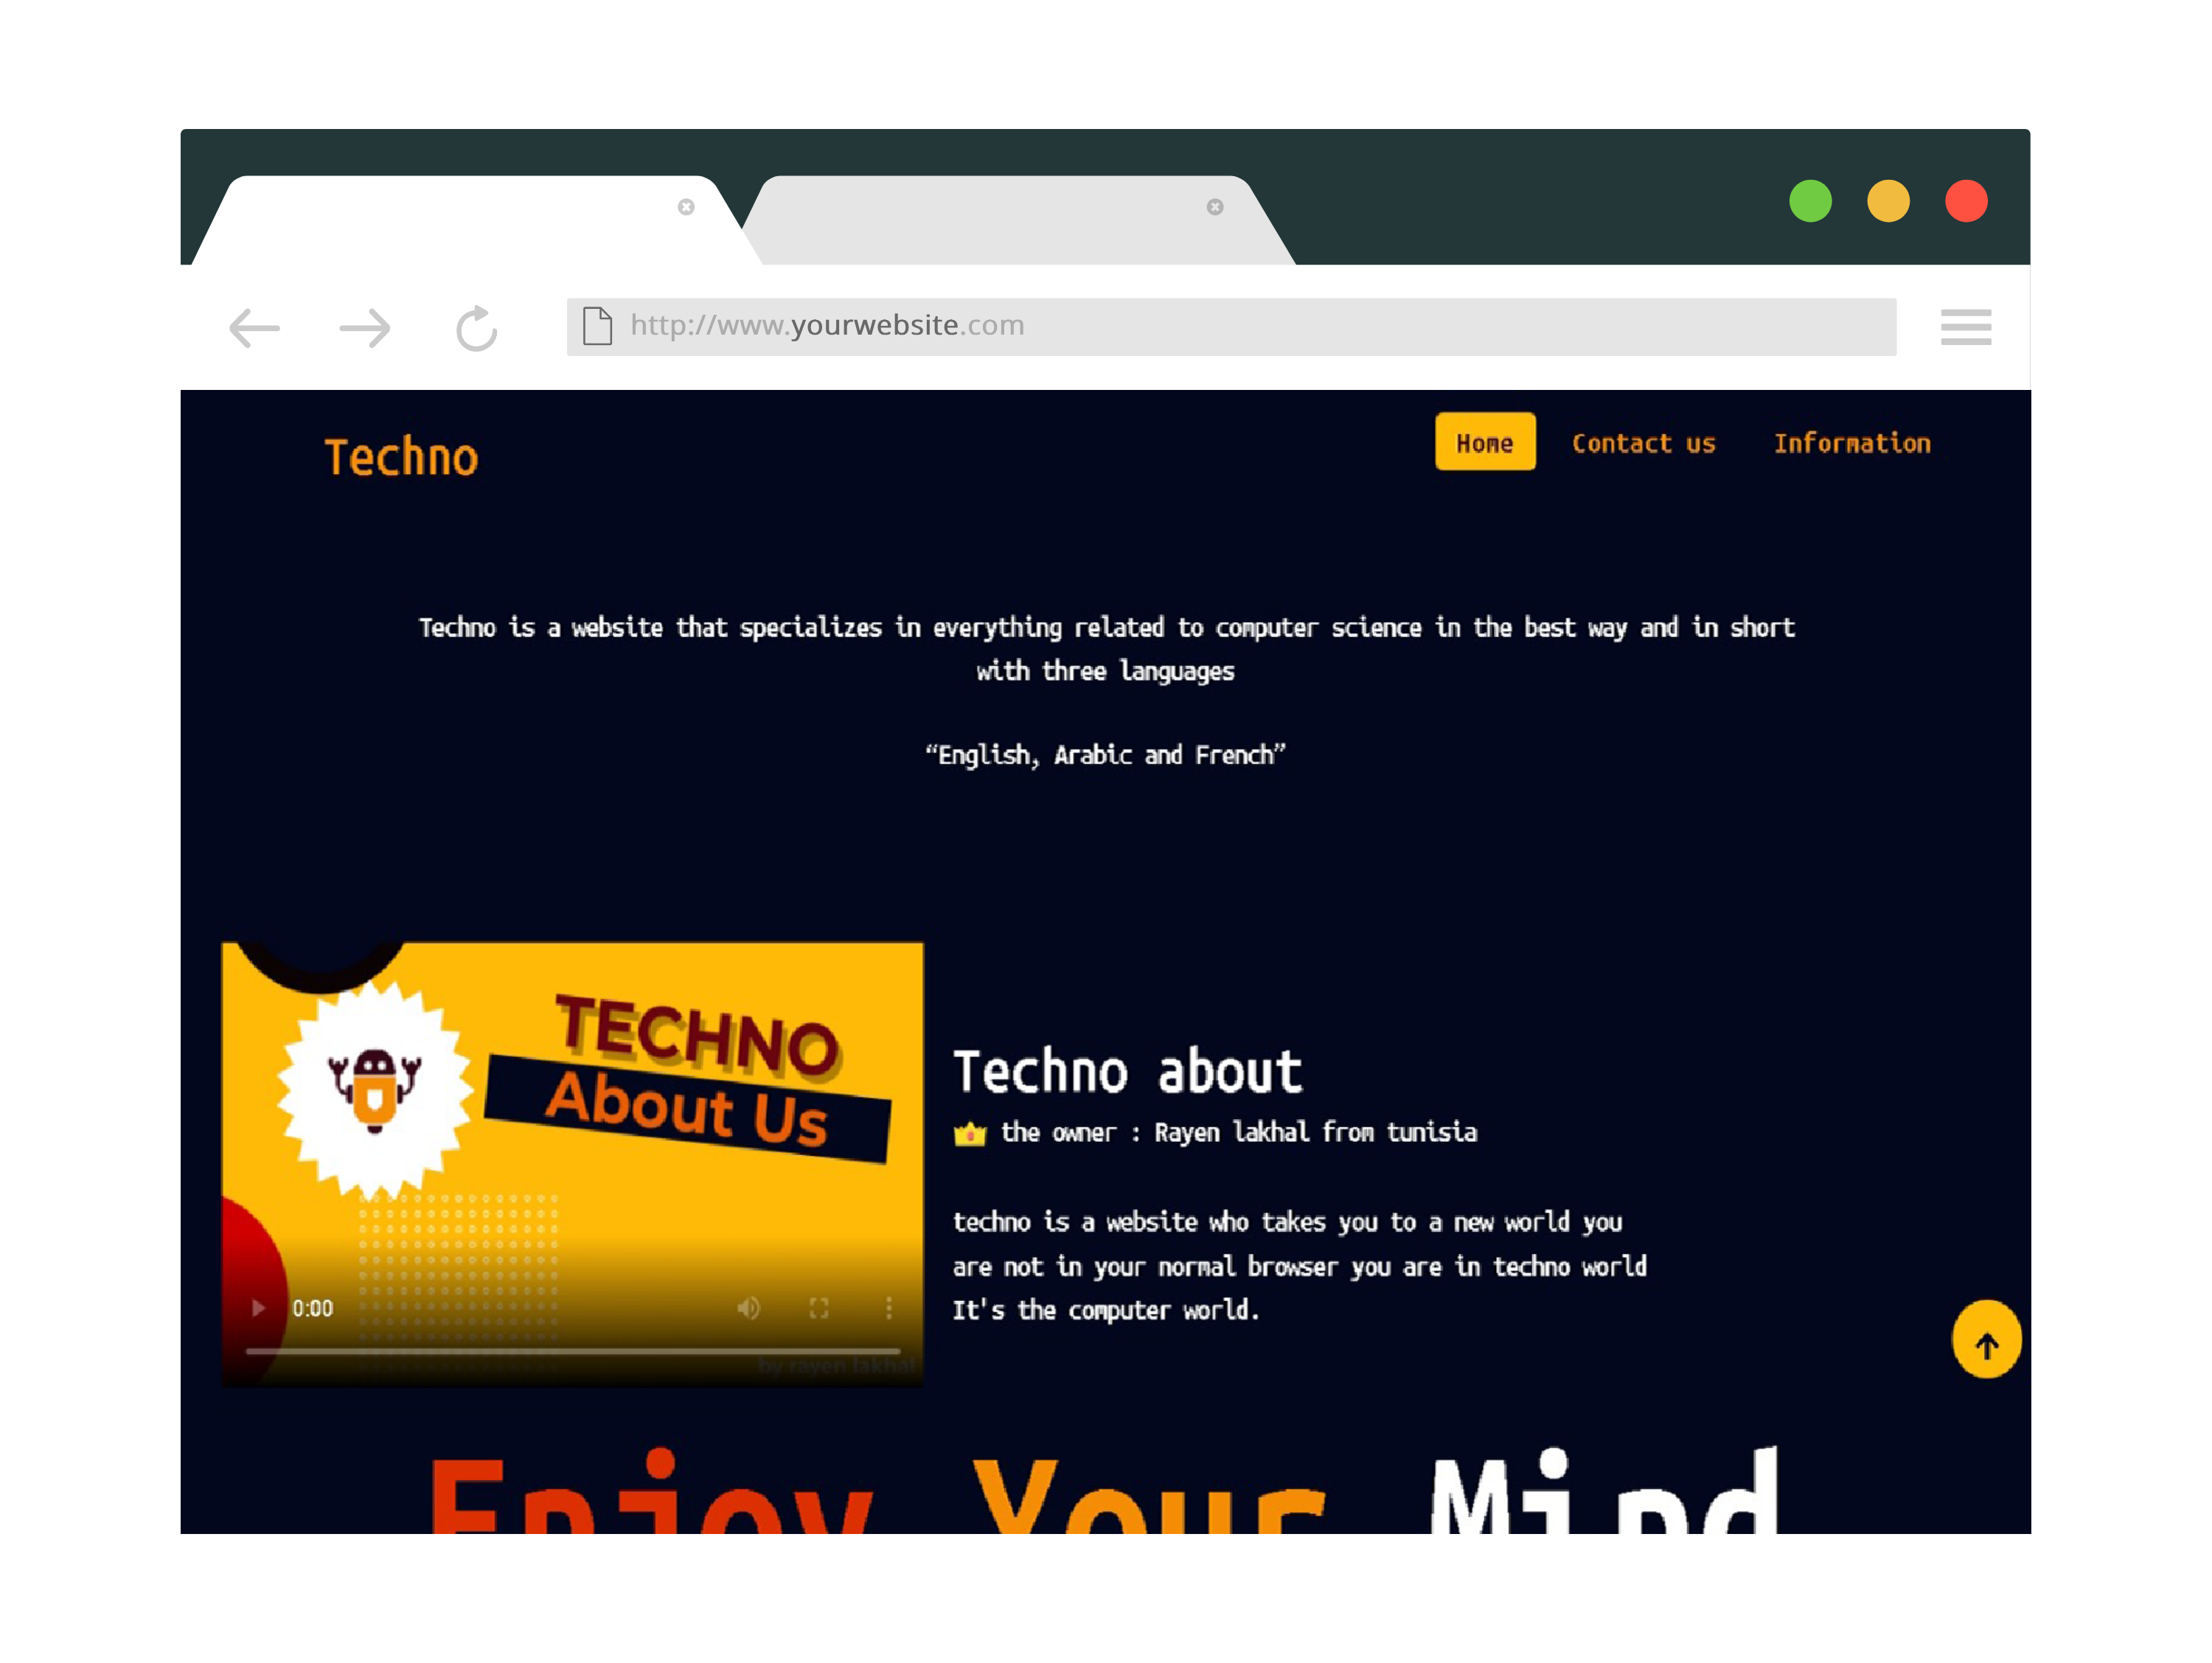 http://www.yourwebsite.com
Techno
Home
Contact us
Information
Techno is a website that specializes in everything related to computer science in the best way and in short
with three languages
“English, Arabic and French”
TECHNO
About Us
0:00
by rayen lakhal
Techno about
the owner : Rayen lakhal from tunisia
techno is a website who takes you to a new world you
are not in your normal browser you are in techno world
It's the computer world.
Enjoy Your Mind